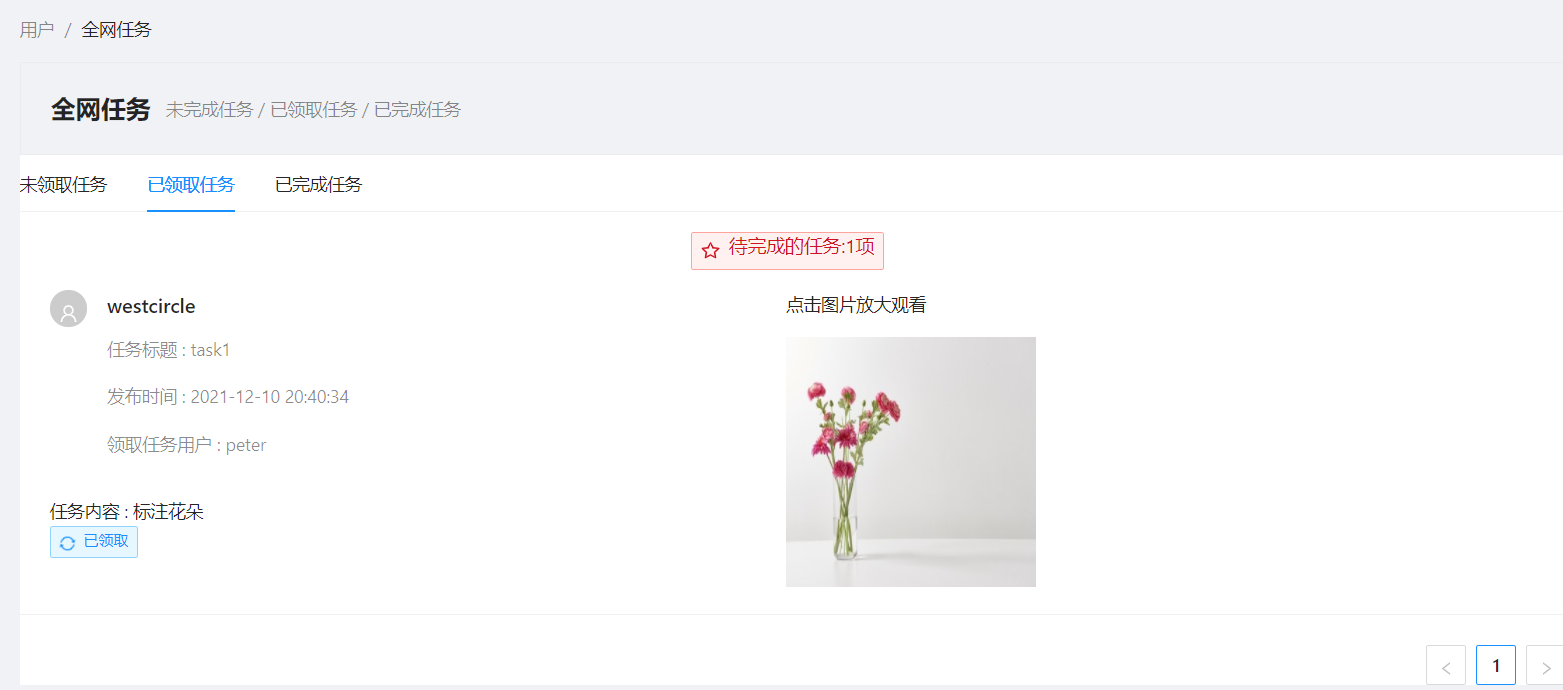 用户 / 全网任务
全网任务 未完成任务 / 已领取任务 / 已完成任务
未领取任务 已领取任务 已完成任务
待完成的任务:1项
westcircle
点击图片放大观看
任务标题 : task1
发布时间 : 2021-12-10 20:40:34
领取任务用户 : peter
任务内容 : 标注花朵
已领取
< 1 >